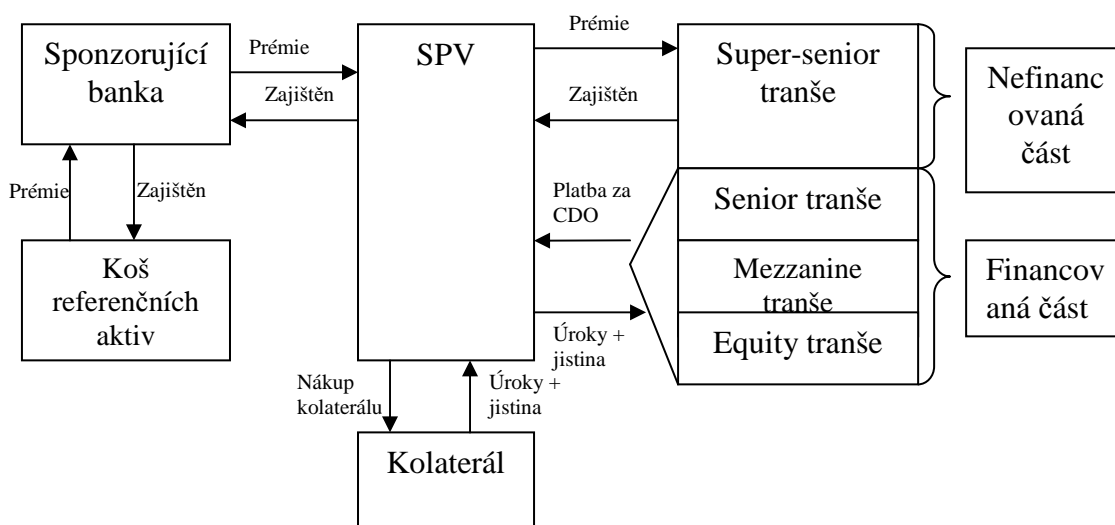 Sponzorující
banka
Prémie
Zajištěn
SPV
Prémie
Zajištěn
Super-senior
tranše
Nefinanc
ovaná
část
Prémie
Zajištěn
Platba za
CDO
Senior tranše
Koš
referenčních
aktiv
Mezzanine
tranše
Financov
aná část
Úroky +
jistina
Equity tranše
Nákup
kolaterálu
Úroky +
jistina
Kolaterál